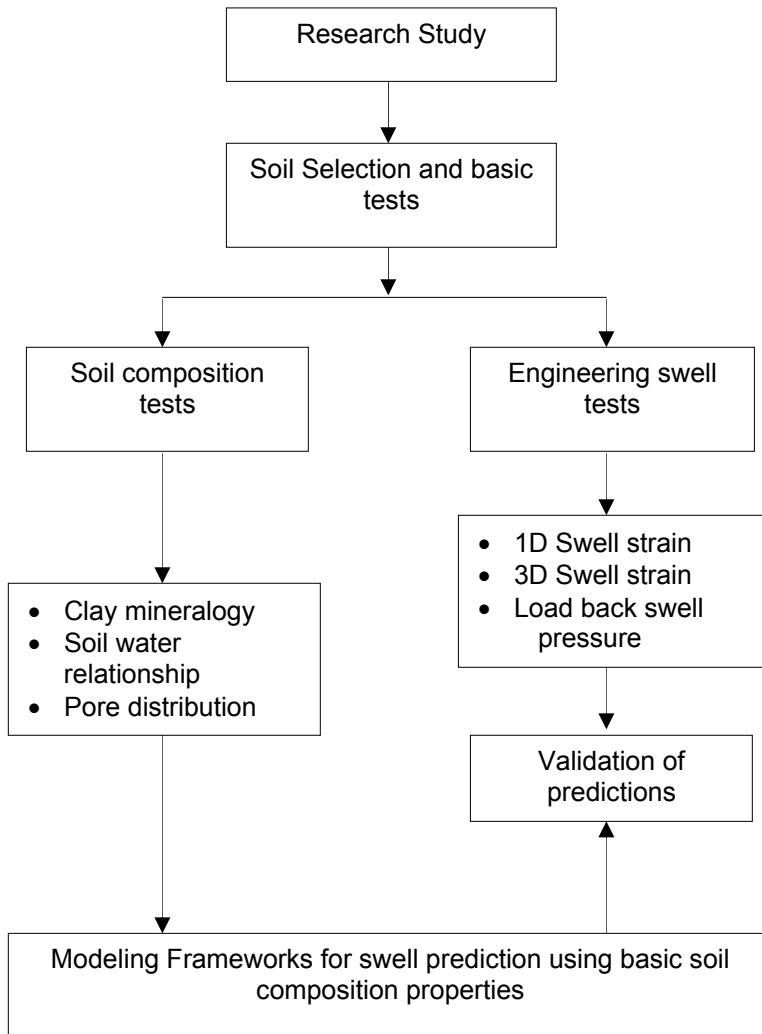 Research Study
Soil Selection and basic
tests
Soil composition
tests
Engineering swell
tests
• 1D Swell strain
• 3D Swell strain
• Load back swell
pressure
• Clay mineralogy
• Soil water
relationship
• Pore distribution
Validation of
predictions
Modeling Frameworks for swell prediction using basic soil
composition properties